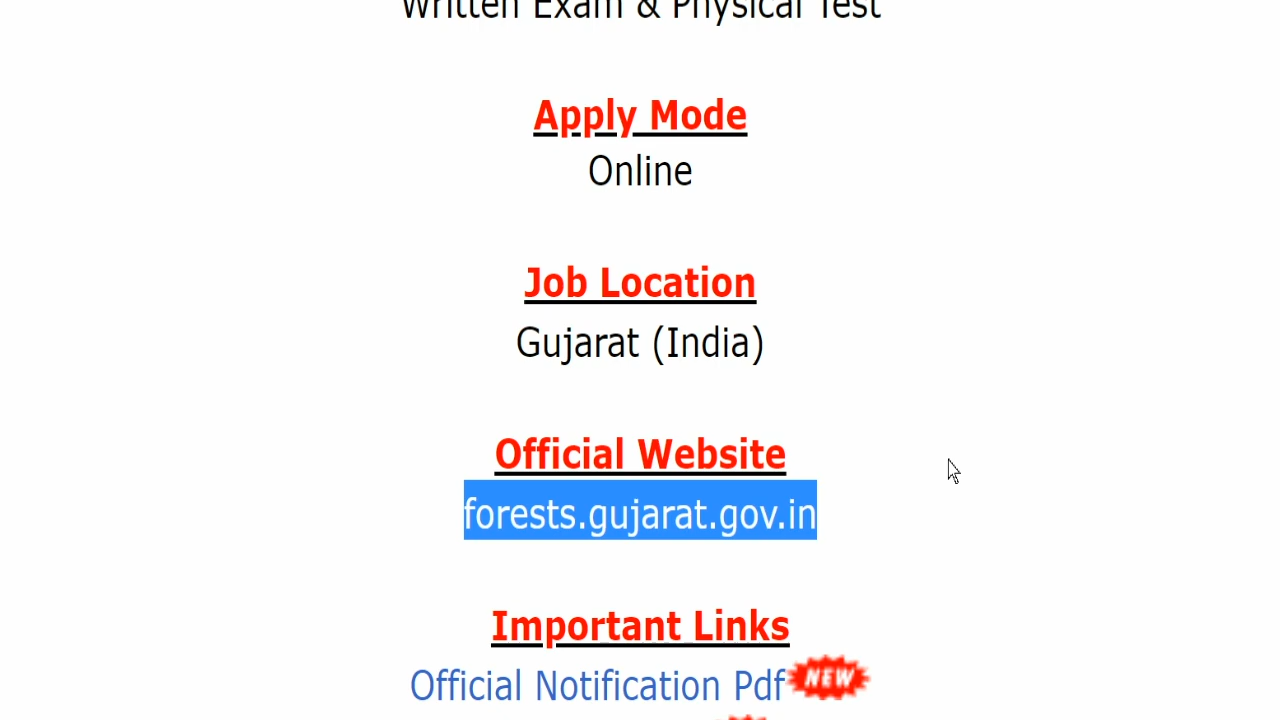 Written Exam & Physical Test
Apply Mode
Online
Job Location
Gujarat (India)
Official Website
forests.gujarat.gov.in
Important Links
Official Notification Pdf NEW